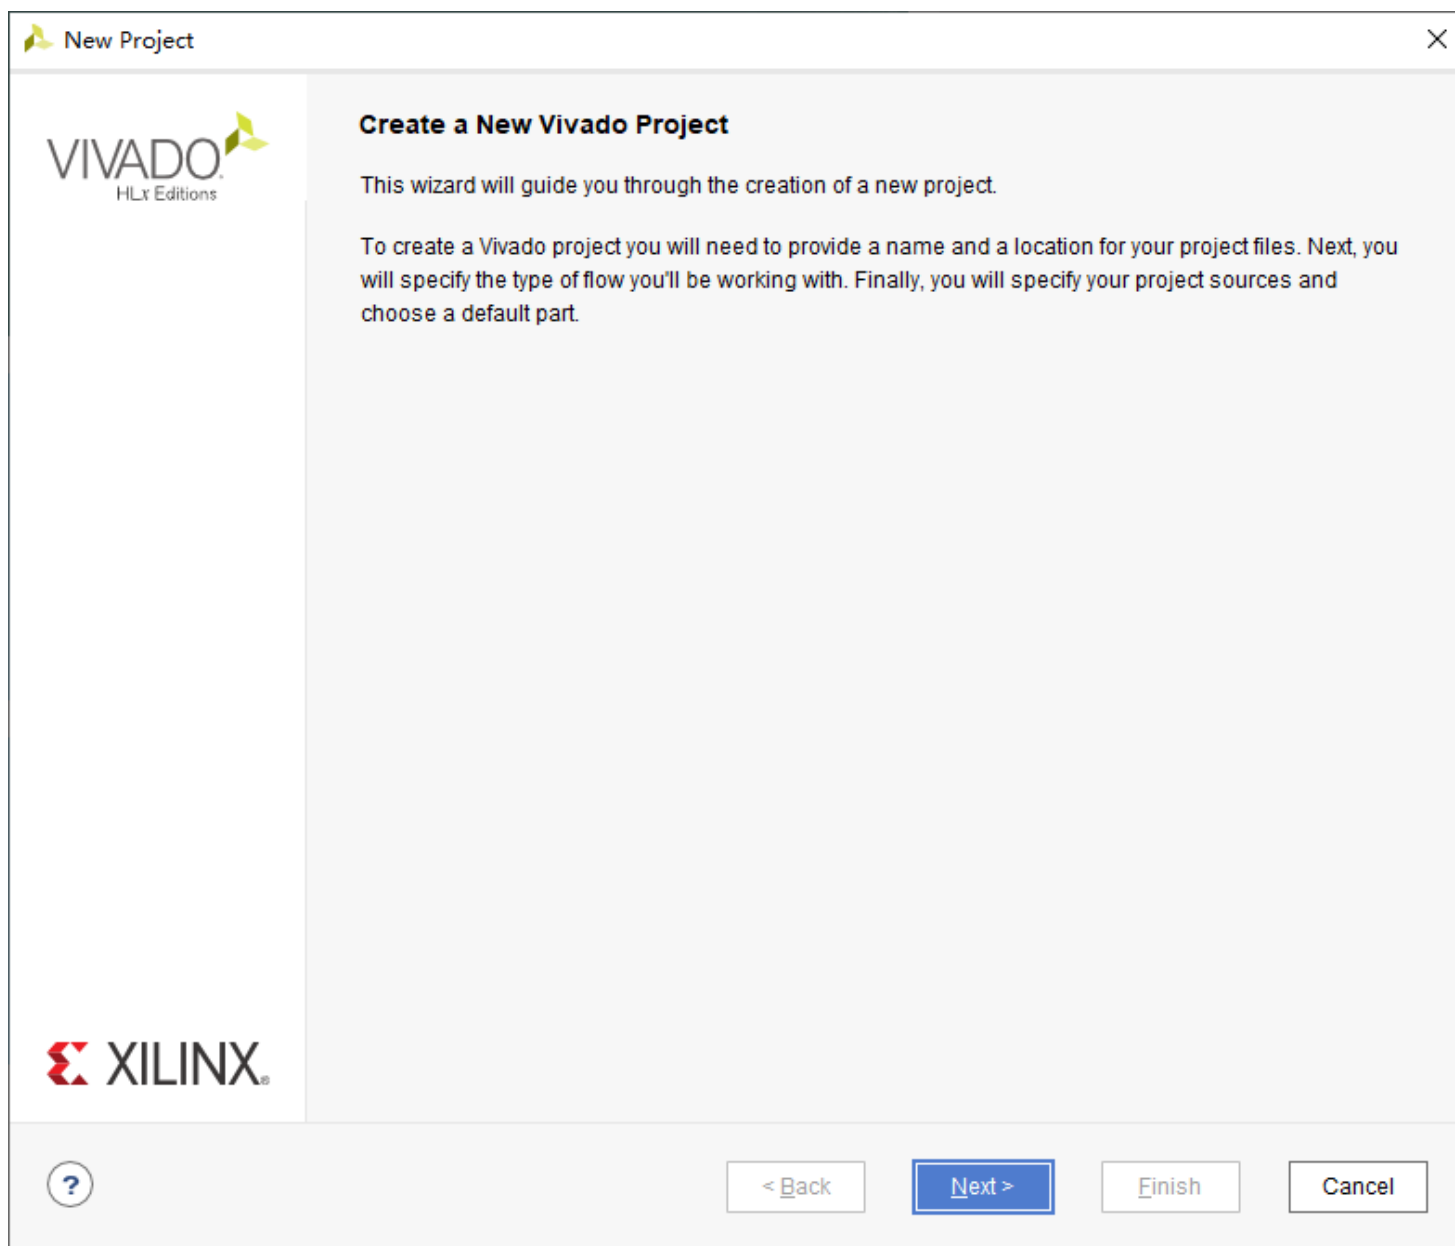 New Project
VIVADO.
HLx Editions
Create a New Vivado Project
This wizard will guide you through the creation of a new project.
To create a Vivado project you will need to provide a name and a location for your project files. Next, you
will specify the type of flow you'll be working with. Finally, you will specify your project sources and
choose a default part.
XILINX®
?
< Back
Next >
Finish
Cancel